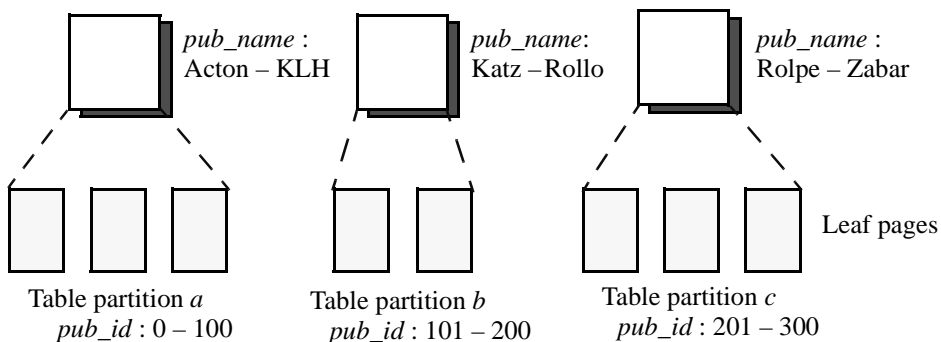 pub_name :
Acton – KLH
pub_name:
Katz – Rollo
pub_name :
Rolpe – Zabar
Leaf pages
Table partition a
pub_id : 0 – 100
Table partition b
pub_id : 101 – 200
Table partition c
pub_id : 201 – 300